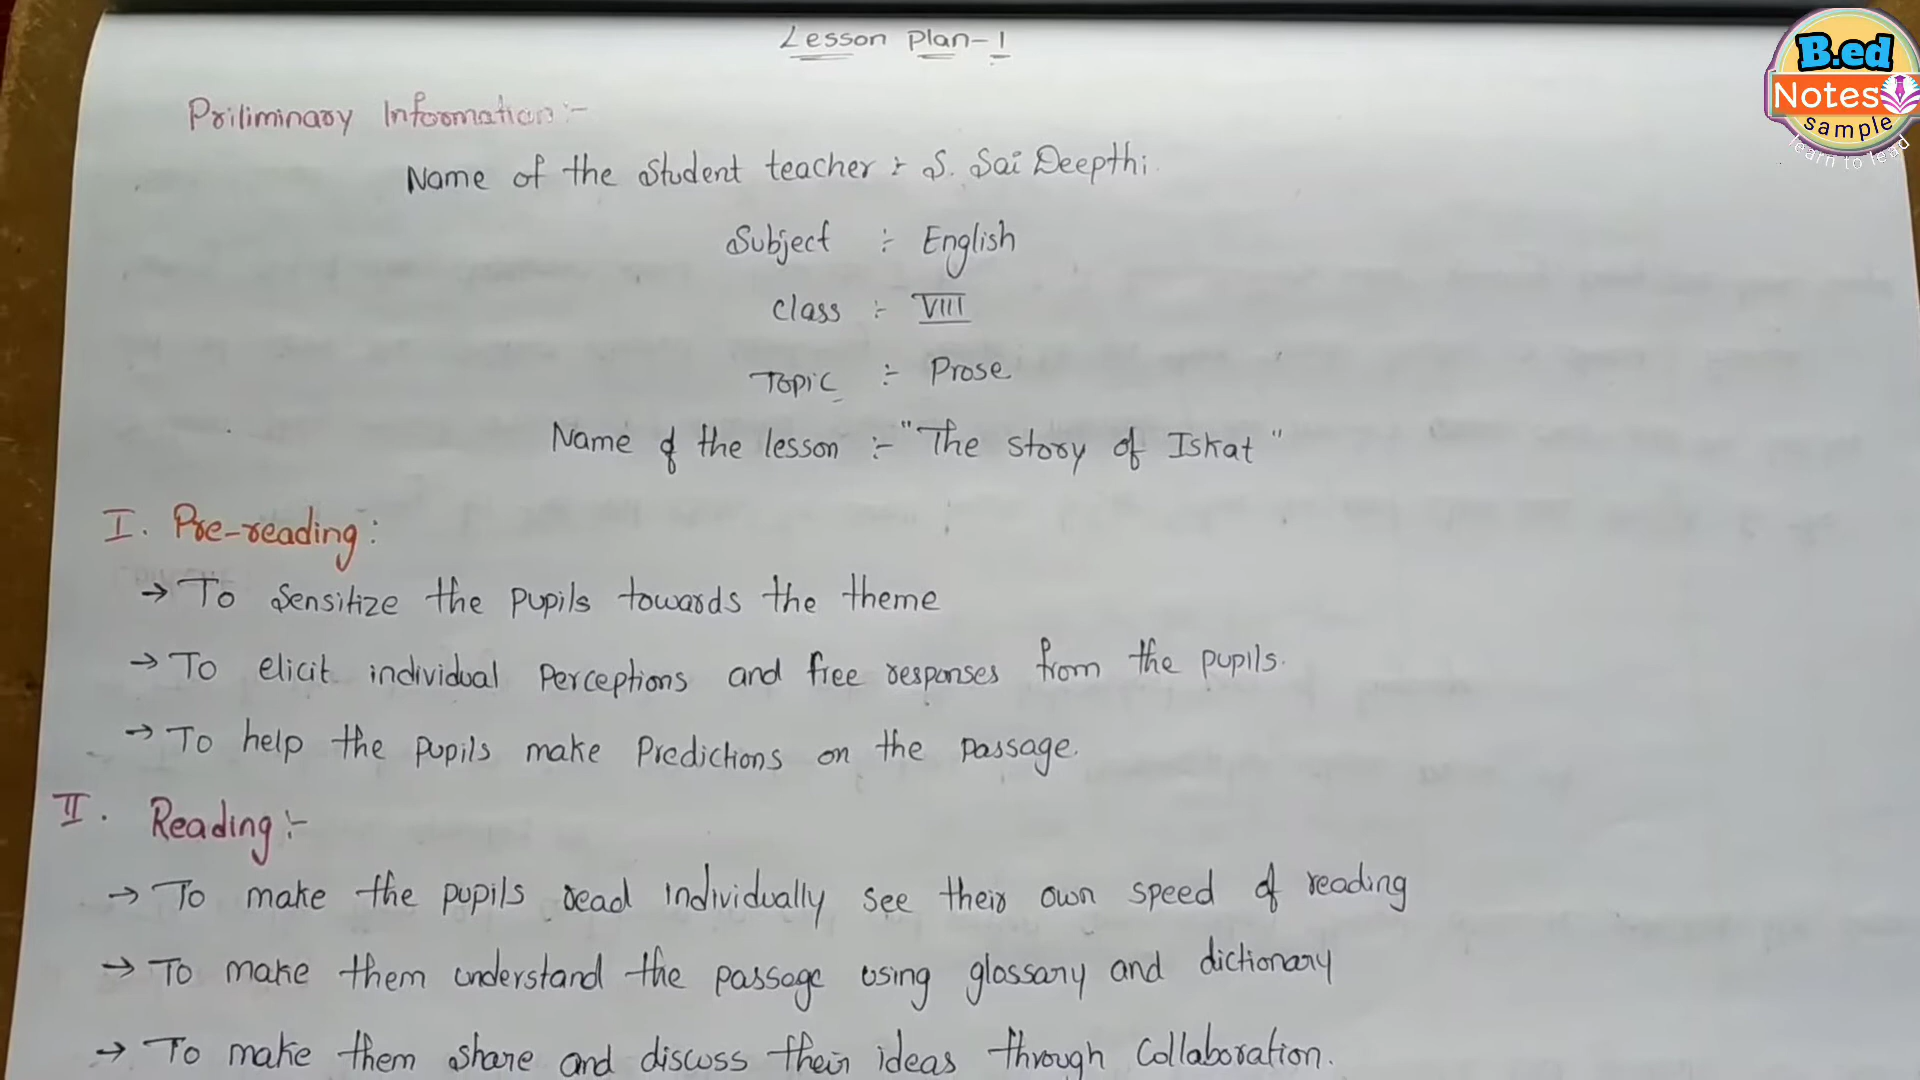 Lesson Plan-1
B.ed
Notes
sample
learn to lead
Priliminary Information:-
Name of the Student teacher :- S. Sai Deepthi
Subject :- English
Class :- VIII
Topic :- Prose
Name of the lesson :- "The story of Iskat"
I. Pre-reading:
→ To Sensitize the pupils towards the theme
→ To elicit individual Perceptions and free responses from the pupils.
→ To help the pupils make Predictions on the passage.
II. Reading:-
→ To make the pupils read individually see their own speed of reading
→ To make them understand the passage using glossary and dictionary
→ To make them share and discuss their ideas through Collaboration.